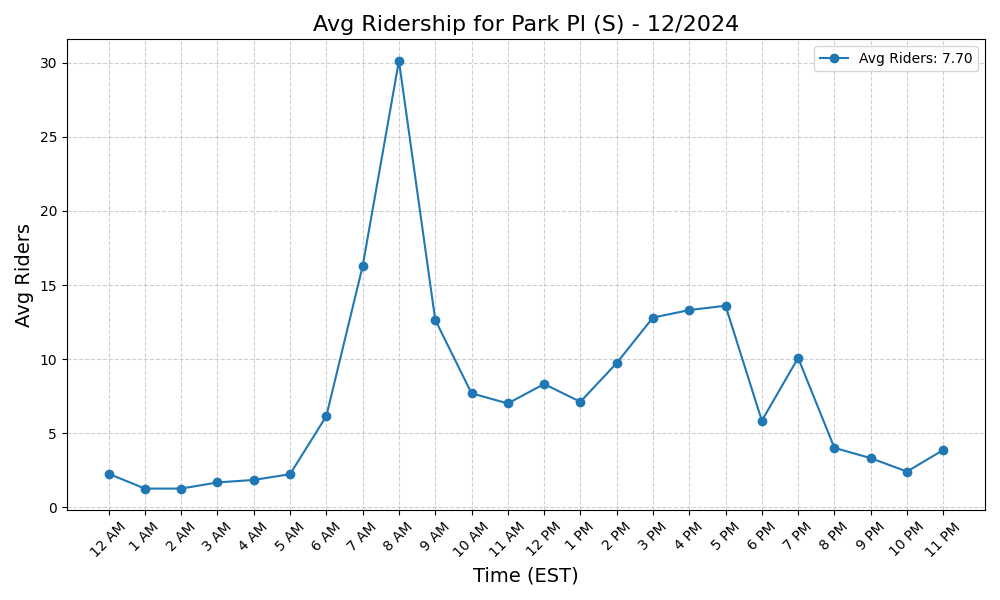 Avg Ridership for Park Pl (S) - 12/2024
Avg Riders: 7.70
Avg Riders
30
25
20
15
10
5
0
12 AM
1 AM
2 AM
3 AM
4 AM
5 AM
6 AM
7 AM
8 AM
9 AM
10 AM
11 AM
12 PM
1 PM
2 PM
3 PM
4 PM
5 PM
6 PM
7 PM
8 PM
9 PM
10 PM
11 PM
Time (EST)